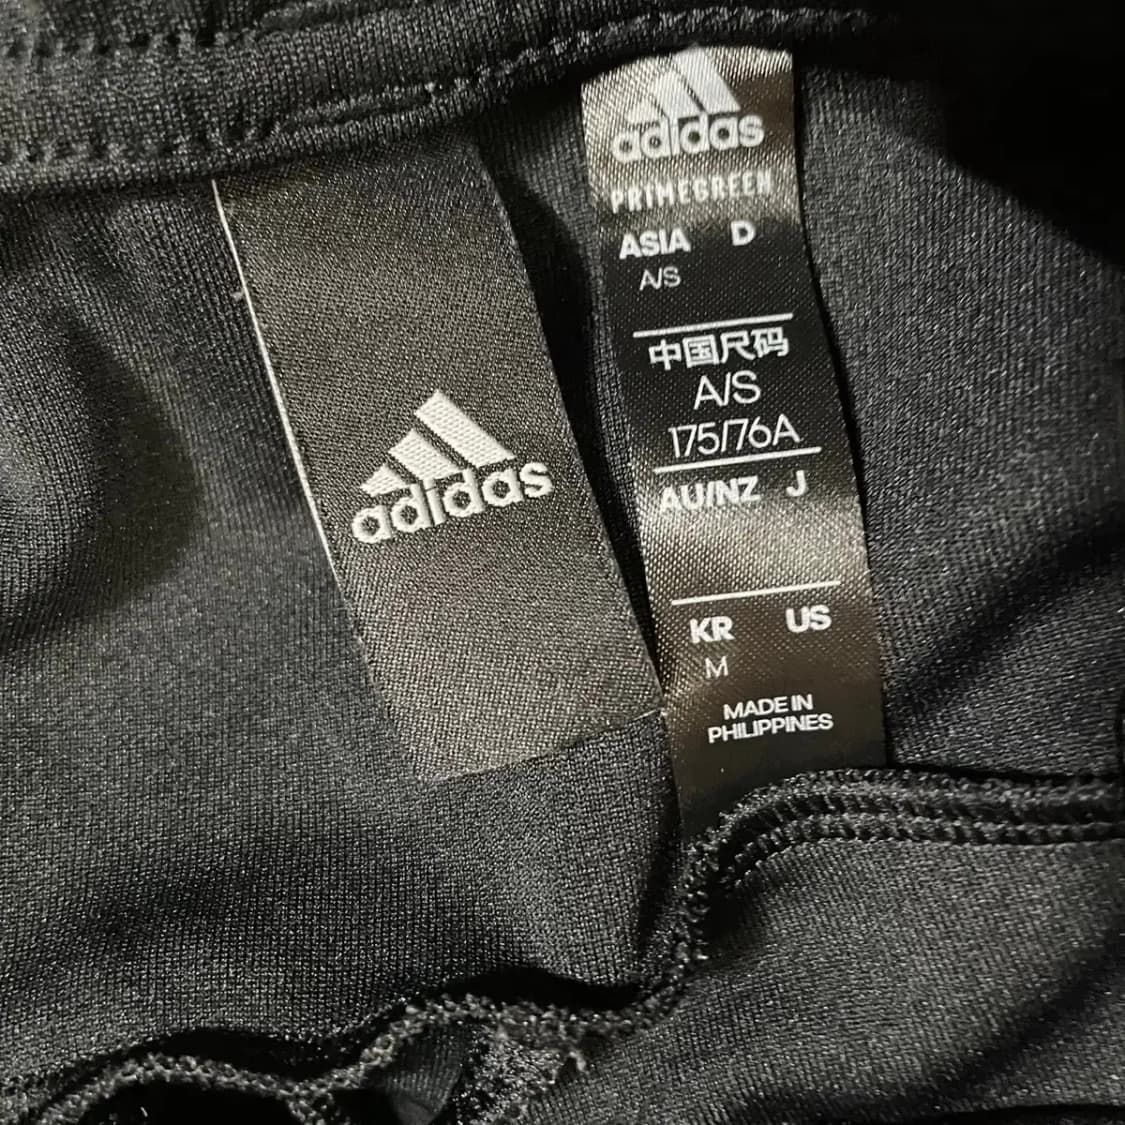 adidas
adidas
PRIMEGREEN
ASIA D
A/S
中国尺码
A/S
175/76A
AU/NZ J
KR US
M
MADE IN
PHILIPPINES